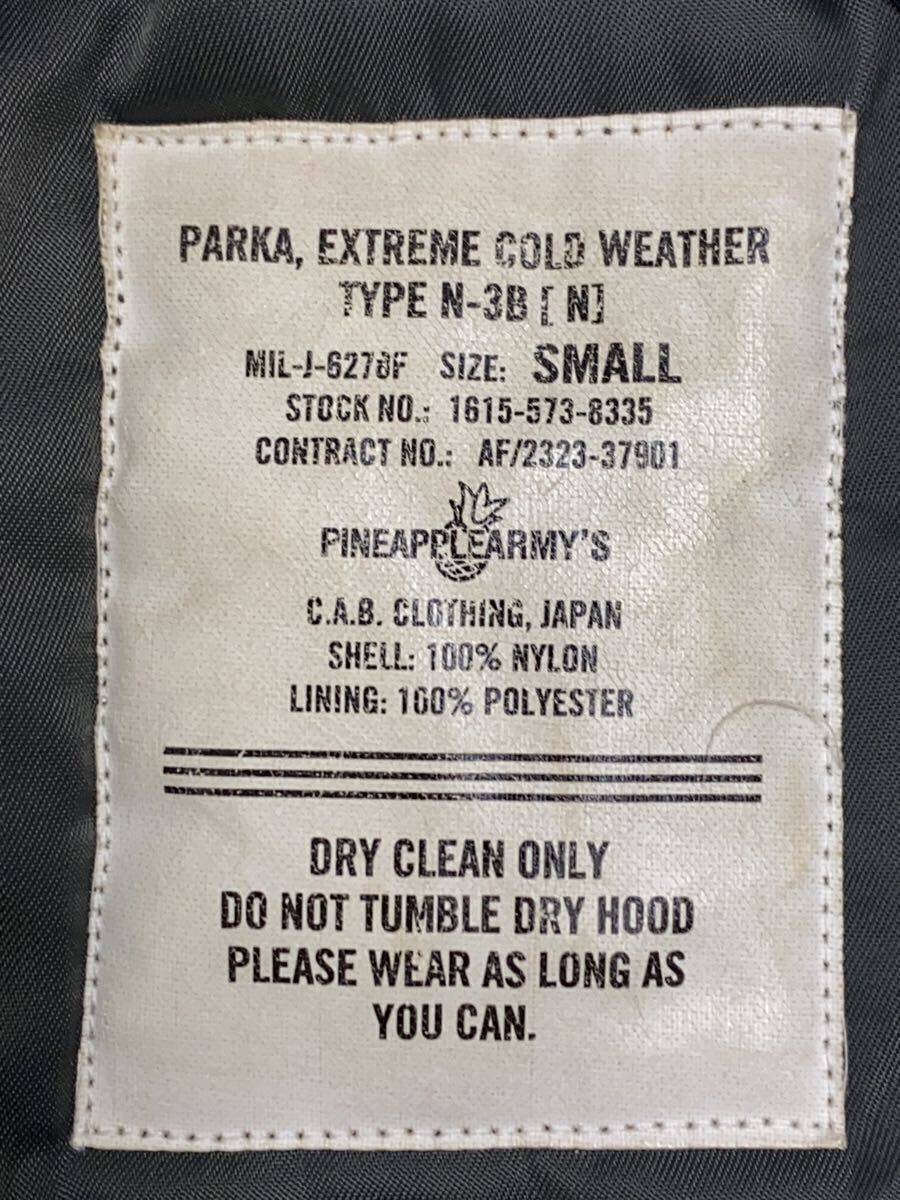 PARKA, EXTREME COLD WEATHER
TYPE N-3B [ N]
MIL-J-6278F SIZE: SMALL
STOCK NO.: 1615-573-8335
CONTRACT NO.: AF/2323-37901
PINEAPPLEARMY'S
C.A.B. CLOTHING, JAPAN
SHELL: 100% NYLON
LINING: 100% POLYESTER
DRY CLEAN ONLY
DO NOT TUMBLE DRY HOOD
PLEASE WEAR AS LONG AS
YOU CAN.